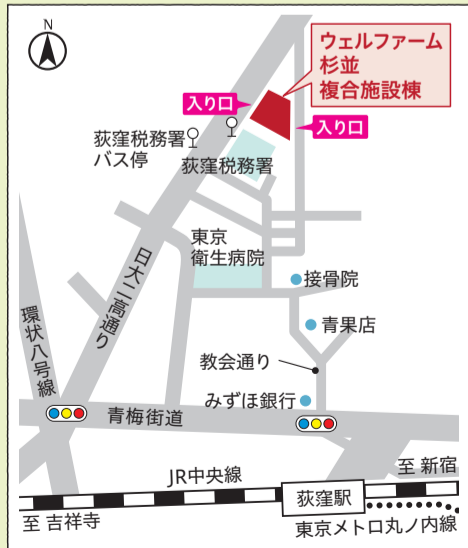 N
ウェルファーム
杉並
複合施設棟
入り口
入り口
荻窪税務署
バス停
荻窪税務署
東京
衛生病院
日大二高通り
接骨院
環状八号線
青果店
教会通り
みずほ銀行
青梅街道
JR中央線
至 新宿
荻窪駅
至 吉祥寺
東京メトロ丸ノ内線